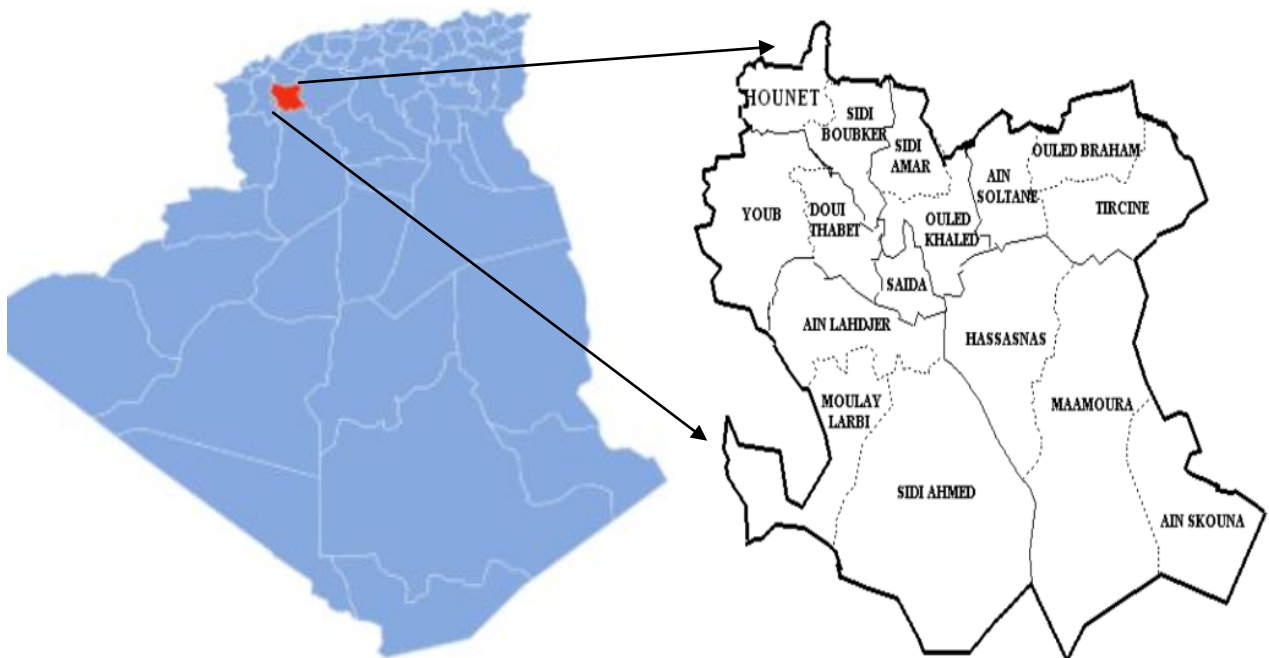 HOUNET
SIDI
BOUBKER
SIDI
AMAR
OULED BRAHAM
AIN
SOLTANE
TIRCINE
YOUB
DOUI
THABET
OULED
KHALED
SAIDA
AIN LAHDJER
HASSASNAS
MOULAY
LARBI
MAAMOURA
SIDI AHMED
AIN SKOUNA